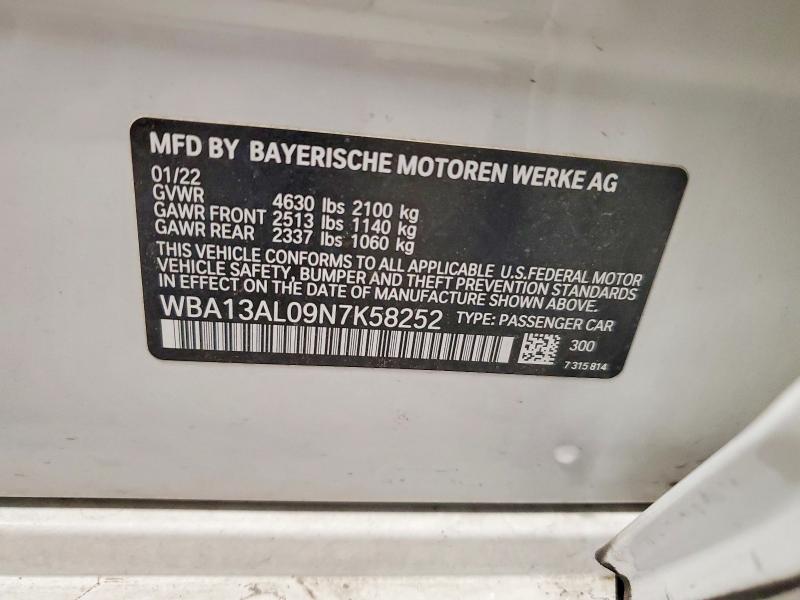 MFD BY BAYERISCHE MOTOREN WERKE AG
01/22
GVWR 4630 lbs 2100 kg
GAWR FRONT 2513 lbs 1140 kg
GAWR REAR 2337 lbs 1060 kg
THIS VEHICLE CONFORMS TO ALL APPLICABLE U.S.FEDERAL MOTOR
VEHICLE SAFETY, BUMPER AND THEFT PREVENTION STANDARDS
IN EFFECT ON THE DATE OF MANUFACTURE SHOWN ABOVE.
WBA13AL09N7K58252 TYPE: PASSENGER CAR
300
7 315 814